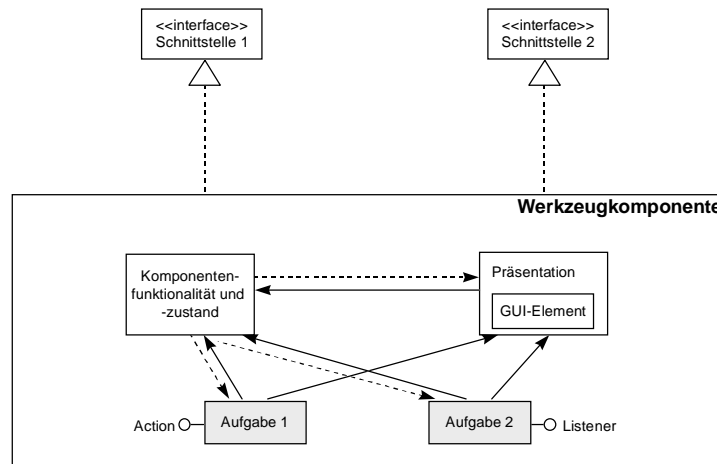 <<interface>>
Schnittstelle 1
<<interface>>
Schnittstelle 2
Werkzeugkomponente
Komponenten-
funktionalität und
-zustand
Präsentation
GUI-Element
Action
Aufgabe 1
Aufgabe 2
Listener